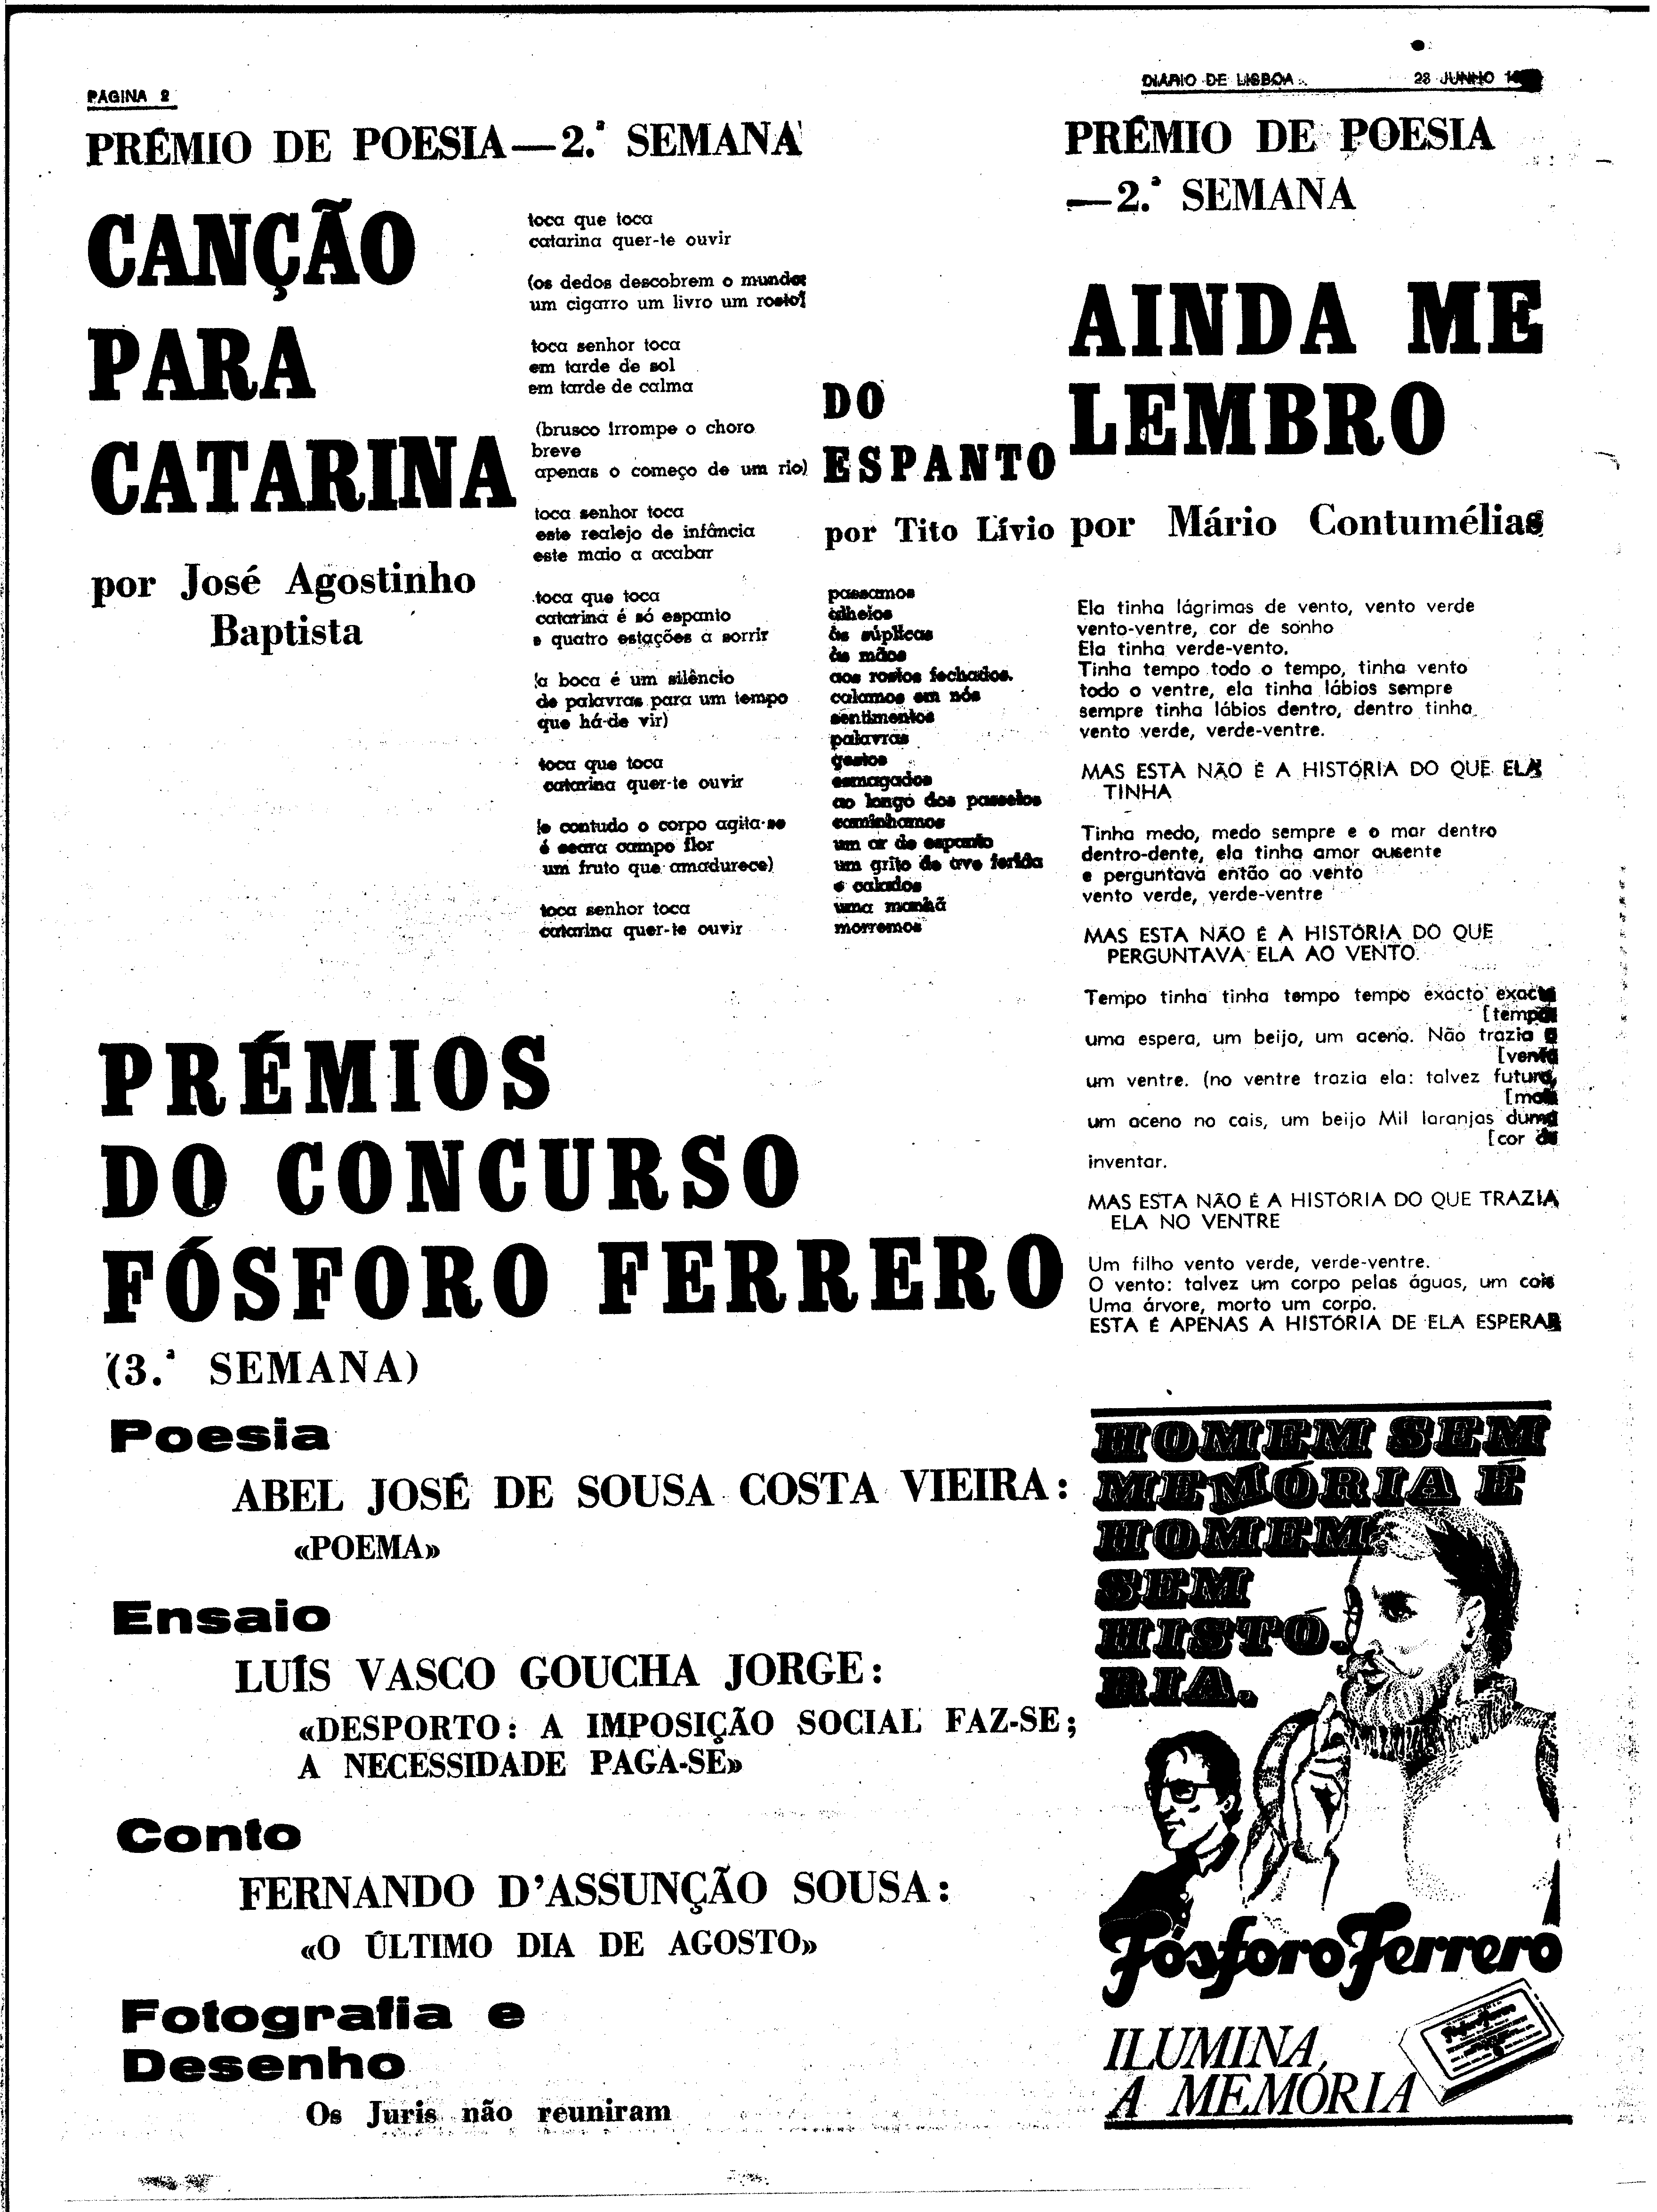 PÁGINA 2
DIÁRIO DE LISBOA
23 JUNHO
PRÉMIO DE POESIA—2.ª SEMANA
CANÇÃO
PARA
CATARINA
por José Agostinho
Baptista
toca que toca
catarina quer-te ouvir
(os dedos descobrem o mundo:
um cigarro um livro um rosto)
toca senhor toca
em tarde de sol
em tarde de calma
(brusco irrompe o choro
breve
apenas o começo de um rio)
toca senhor toca
este realejo de infância
este maio a acabar
toca que toca
catarina é só espanto
e quatro estações a sorrir
(a boca é um silêncio
de palavras para um tempo
que há-de vir)
toca que toca
catarina quer-te ouvir
(e contudo o corpo agita-se
é seara campo flor
um fruto que amadurece)
toca senhor toca
catarina quer-te ouvir
DO
ESPANTO
por Tito Lívio
passamos
alheios
às súplicas
às mãos
aos rostos fechados.
calamos em nós
sentimentos
palavras
gestos
esmagados
ao longo dos passeios
caminhamos
um ar de espanto
um grito de ave ferida
e calados
uma manhã
morremos
PRÉMIO DE POESIA
—2.ª SEMANA
AINDA ME
LEMBRO
por Mário Contumélias
Ela tinha lágrimas de vento, vento verde
vento-ventre, cor de sonho
Ela tinha verde-vento.
Tinha tempo todo o tempo, tinha vento
todo o ventre, ela tinha lábios sempre
sempre tinha lábios dentro, dentro tinha
vento verde, verde-ventre.
MAS ESTA NÃO É A HISTÓRIA DO QUE ELA
TINHA
Tinha medo, medo sempre e o mar dentro
dentro-dente, ela tinha amor ausente
e perguntava então ao vento
vento verde, verde-ventre
MAS ESTA NÃO É A HISTÓRIA DO QUE
PERGUNTAVA ELA AO VENTO.
Tempo tinha tinha tempo tempo exacto exacto
[tempo
uma espera, um beijo, um aceno. Não trazia o
[vento
um ventre. (no ventre trazia ela: talvez futuro,
um aceno no cais, um beijo Mil laranjas duma
[cor de
inventar.
MAS ESTA NÃO É A HISTÓRIA DO QUE TRAZIA
ELA NO VENTRE
Um filho vento verde, verde-ventre.
O vento: talvez um corpo pelas águas, um cais
Uma árvore, morto um corpo.
ESTA É APENAS A HISTÓRIA DE ELA ESPERAR
PRÉMIOS
DO CONCURSO
FÓSFORO FERRERO
(3.ª SEMANA)
Poesia
ABEL JOSÉ DE SOUSA COSTA VIEIRA:
«POEMA»
Ensaio
LUÍS VASCO GOUCHA JORGE:
«DESPORTO: A IMPOSIÇÃO SOCIAL FAZ-SE;
A NECESSIDADE PAGA-SE»
Conto
FERNANDO D'ASSUNÇÃO SOUSA:
«O ÚLTIMO DIA DE AGOSTO»
Fotografia e
Desenho
Os Juris não reuniram
HOMEM SEM
MEMÓRIA É
HOMEM
SEM
HISTÓ-
RIA.
Fósforo Ferrero
ILUMINA,
A MEMÓRIA